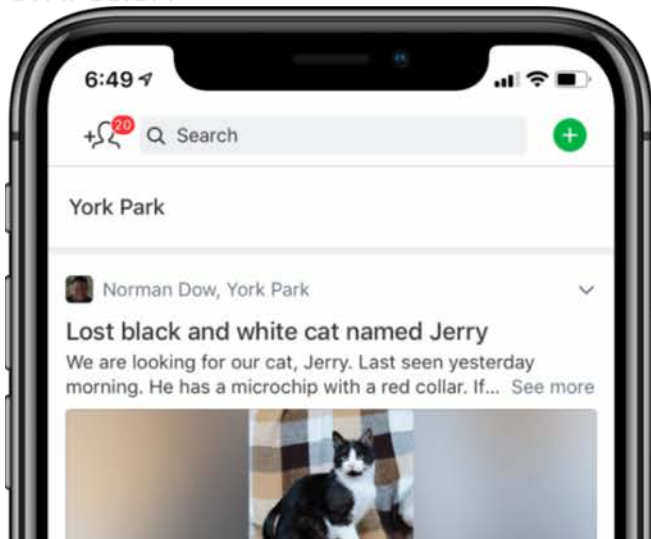 6:49
20
Search
York Park
Norman Dow, York Park
Lost black and white cat named Jerry
We are looking for our cat, Jerry. Last seen yesterday
morning. He has a microchip with a red collar. If... See more